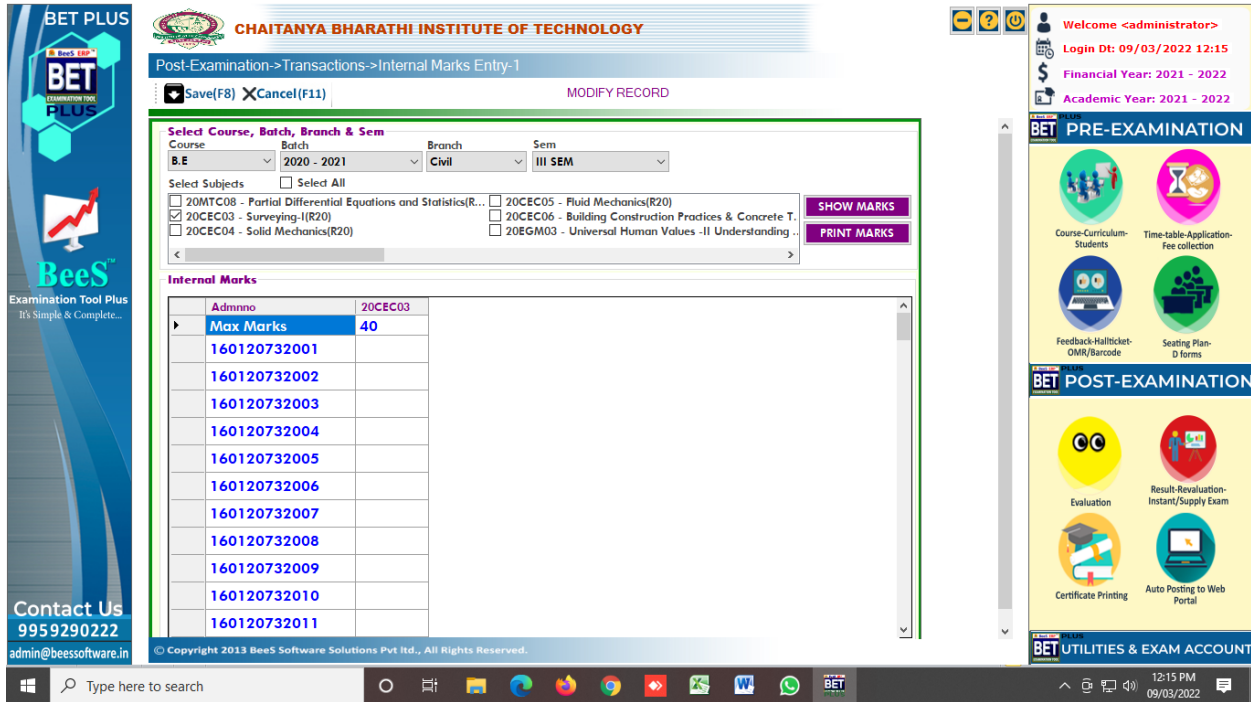 BET PLUS
BeeS ERP
BET
EXAMINATION TOOL
PLUS
BeeS™
Examination Tool Plus
It's Simple & Complete...
Contact Us
9959290222
admin@beessoftware.in
CHAITANYA BHARATHI INSTITUTE OF TECHNOLOGY
Post-Examination->Transactions->Internal Marks Entry-1
Save(F8) Cancel(F11)
MODIFY RECORD
Select Course, Batch, Branch & Sem
Course Batch Branch Sem
B.E 2020 - 2021 Civil III SEM
Select Subjects Select All
20MTC08 - Partial Differential Equations and Statistics(R... 20CEC05 - Fluid Mechanics(R20)
20CEC03 - Surveying-I(R20) 20CEC06 - Building Construction Practices & Concrete T.
20CEC04 - Solid Mechanics(R20) 20EGM03 - Universal Human Values -II Understanding ..
SHOW MARKS
PRINT MARKS
Internal Marks
Admnno 20CEC03
Max Marks 40
160120732001
160120732002
160120732003
160120732004
160120732005
160120732006
160120732007
160120732008
160120732009
160120732010
160120732011
© Copyright 2013 BeeS Software Solutions Pvt ltd., All Rights Reserved.
Welcome <administrator>
Login Dt: 09/03/2022 12:15
Financial Year: 2021 - 2022
Academic Year: 2021 - 2022
BET PLUS PRE-EXAMINATION
Course-Curriculum-
Students
Time-table-Application-
Fee collection
Feedback-Hallticket-
OMR/Barcode
Seating Plan-
D forms
BET PLUS POST-EXAMINATION
Evaluation
Result-Revaluation-
Instant/Supply Exam
Certificate Printing
Auto Posting to Web
Portal
BET PLUS UTILITIES & EXAM ACCOUNT
Type here to search
BET
12:15 PM
09/03/2022